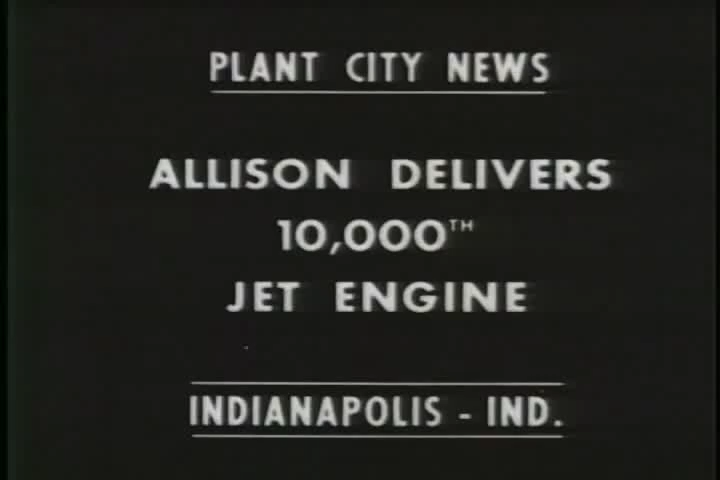 PLANT CITY NEWS
ALLISON DELIVERS
10,000TH
JET ENGINE
INDIANAPOLIS - IND.